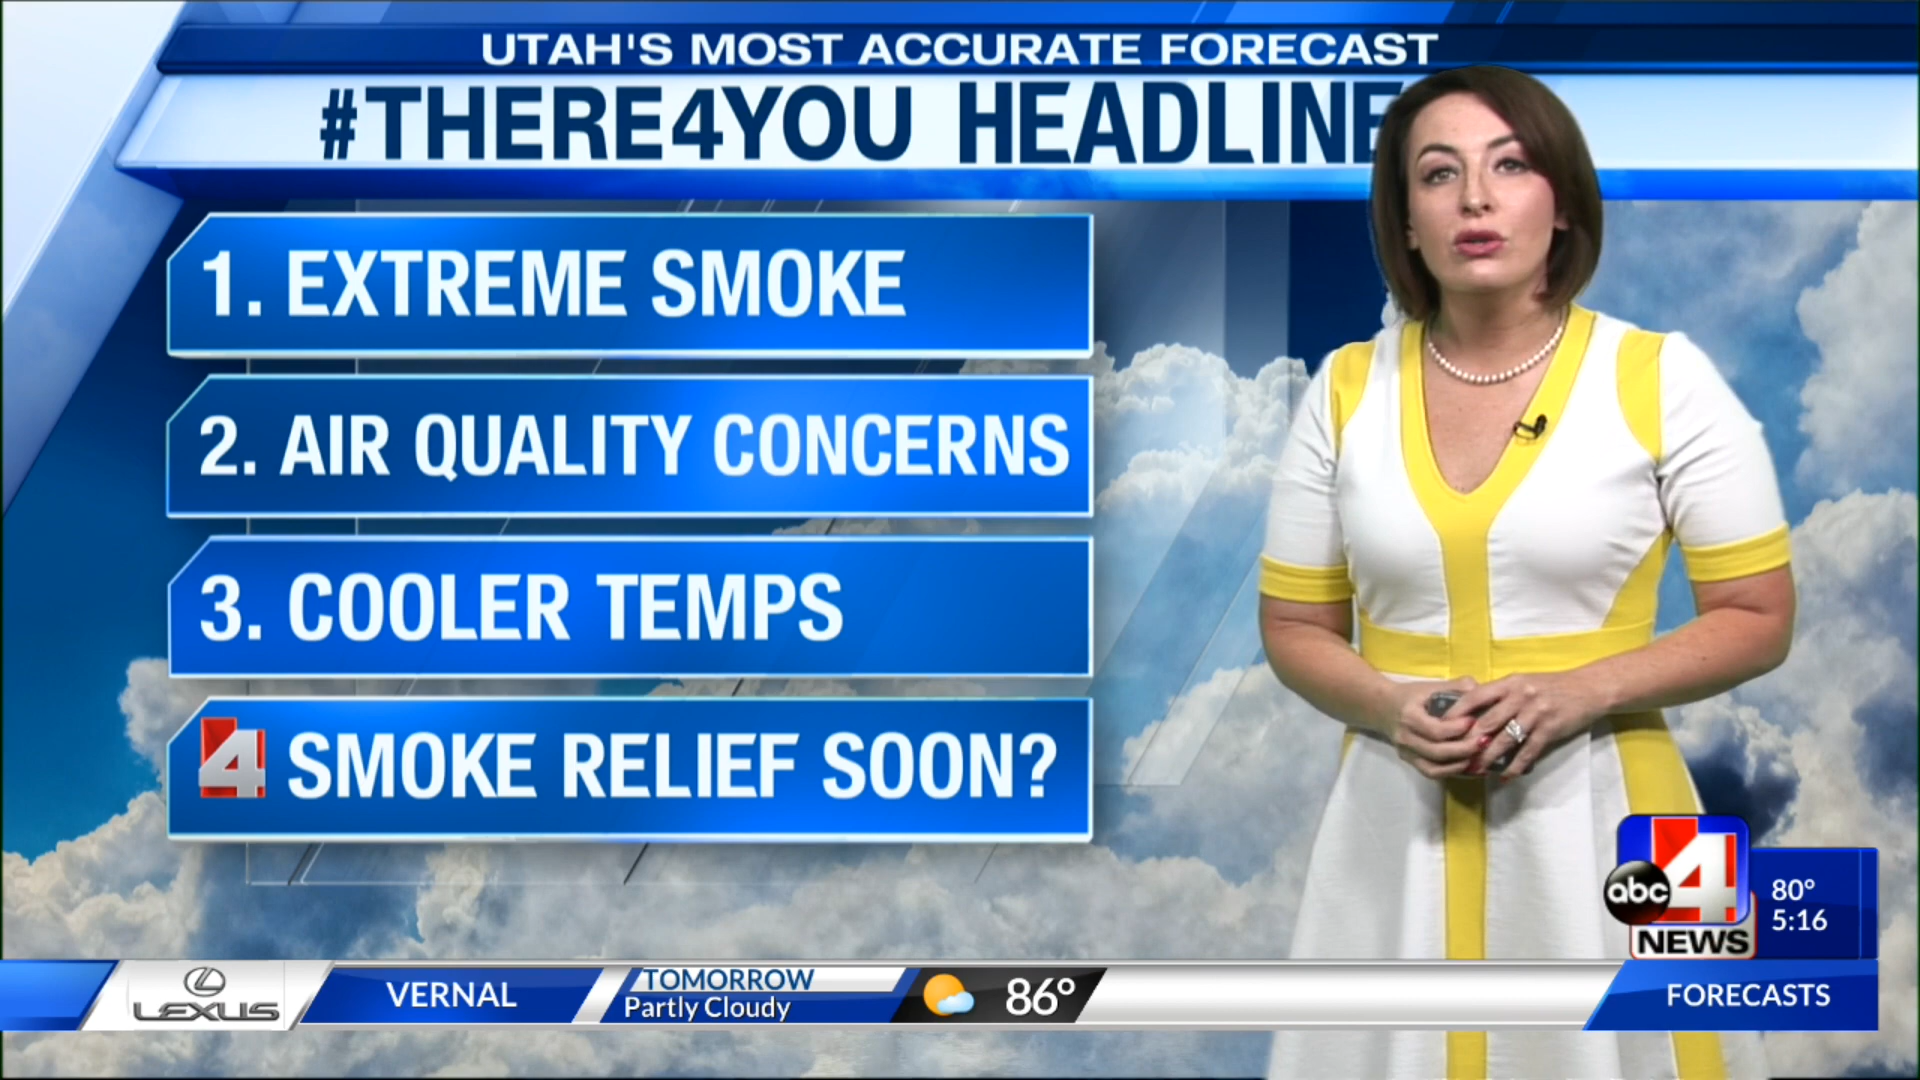 UTAH'S MOST ACCURATE FORECAST
#THERE4YOU HEADLINE
1. EXTREME SMOKE
2. AIR QUALITY CONCERNS
3. COOLER TEMPS
4 SMOKE RELIEF SOON?
abc 4
NEWS
80°
5:16
LEXUS
VERNAL
TOMORROW
Partly Cloudy
86°
FORECASTS